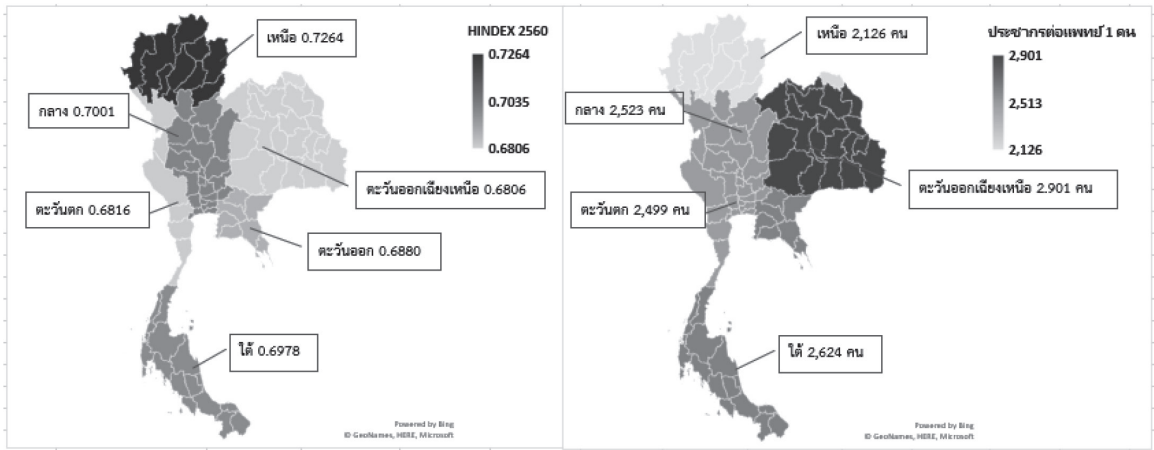 เหนือ 0.7264
HINDEX 2560
0.7264
0.7035
0.6806
กลาง 0.7001
ตะวันออกเฉียงเหนือ 0.6806
ตะวันตก 0.6816
ตะวันออก 0.6880
ใต้ 0.6978
Powered by Bing
© GeoNames, HERE, Microsoft
เหนือ 2,126 คน
ประชากรต่อแพทย์ 1 คน
2,901
2,513
2,126
กลาง 2,523 คน
ตะวันออกเฉียงเหนือ 2.901 คน
ตะวันตก 2,499 คน
ใต้ 2,624 คน
Powered by Bing
© GeoNames, HERE, Microsoft